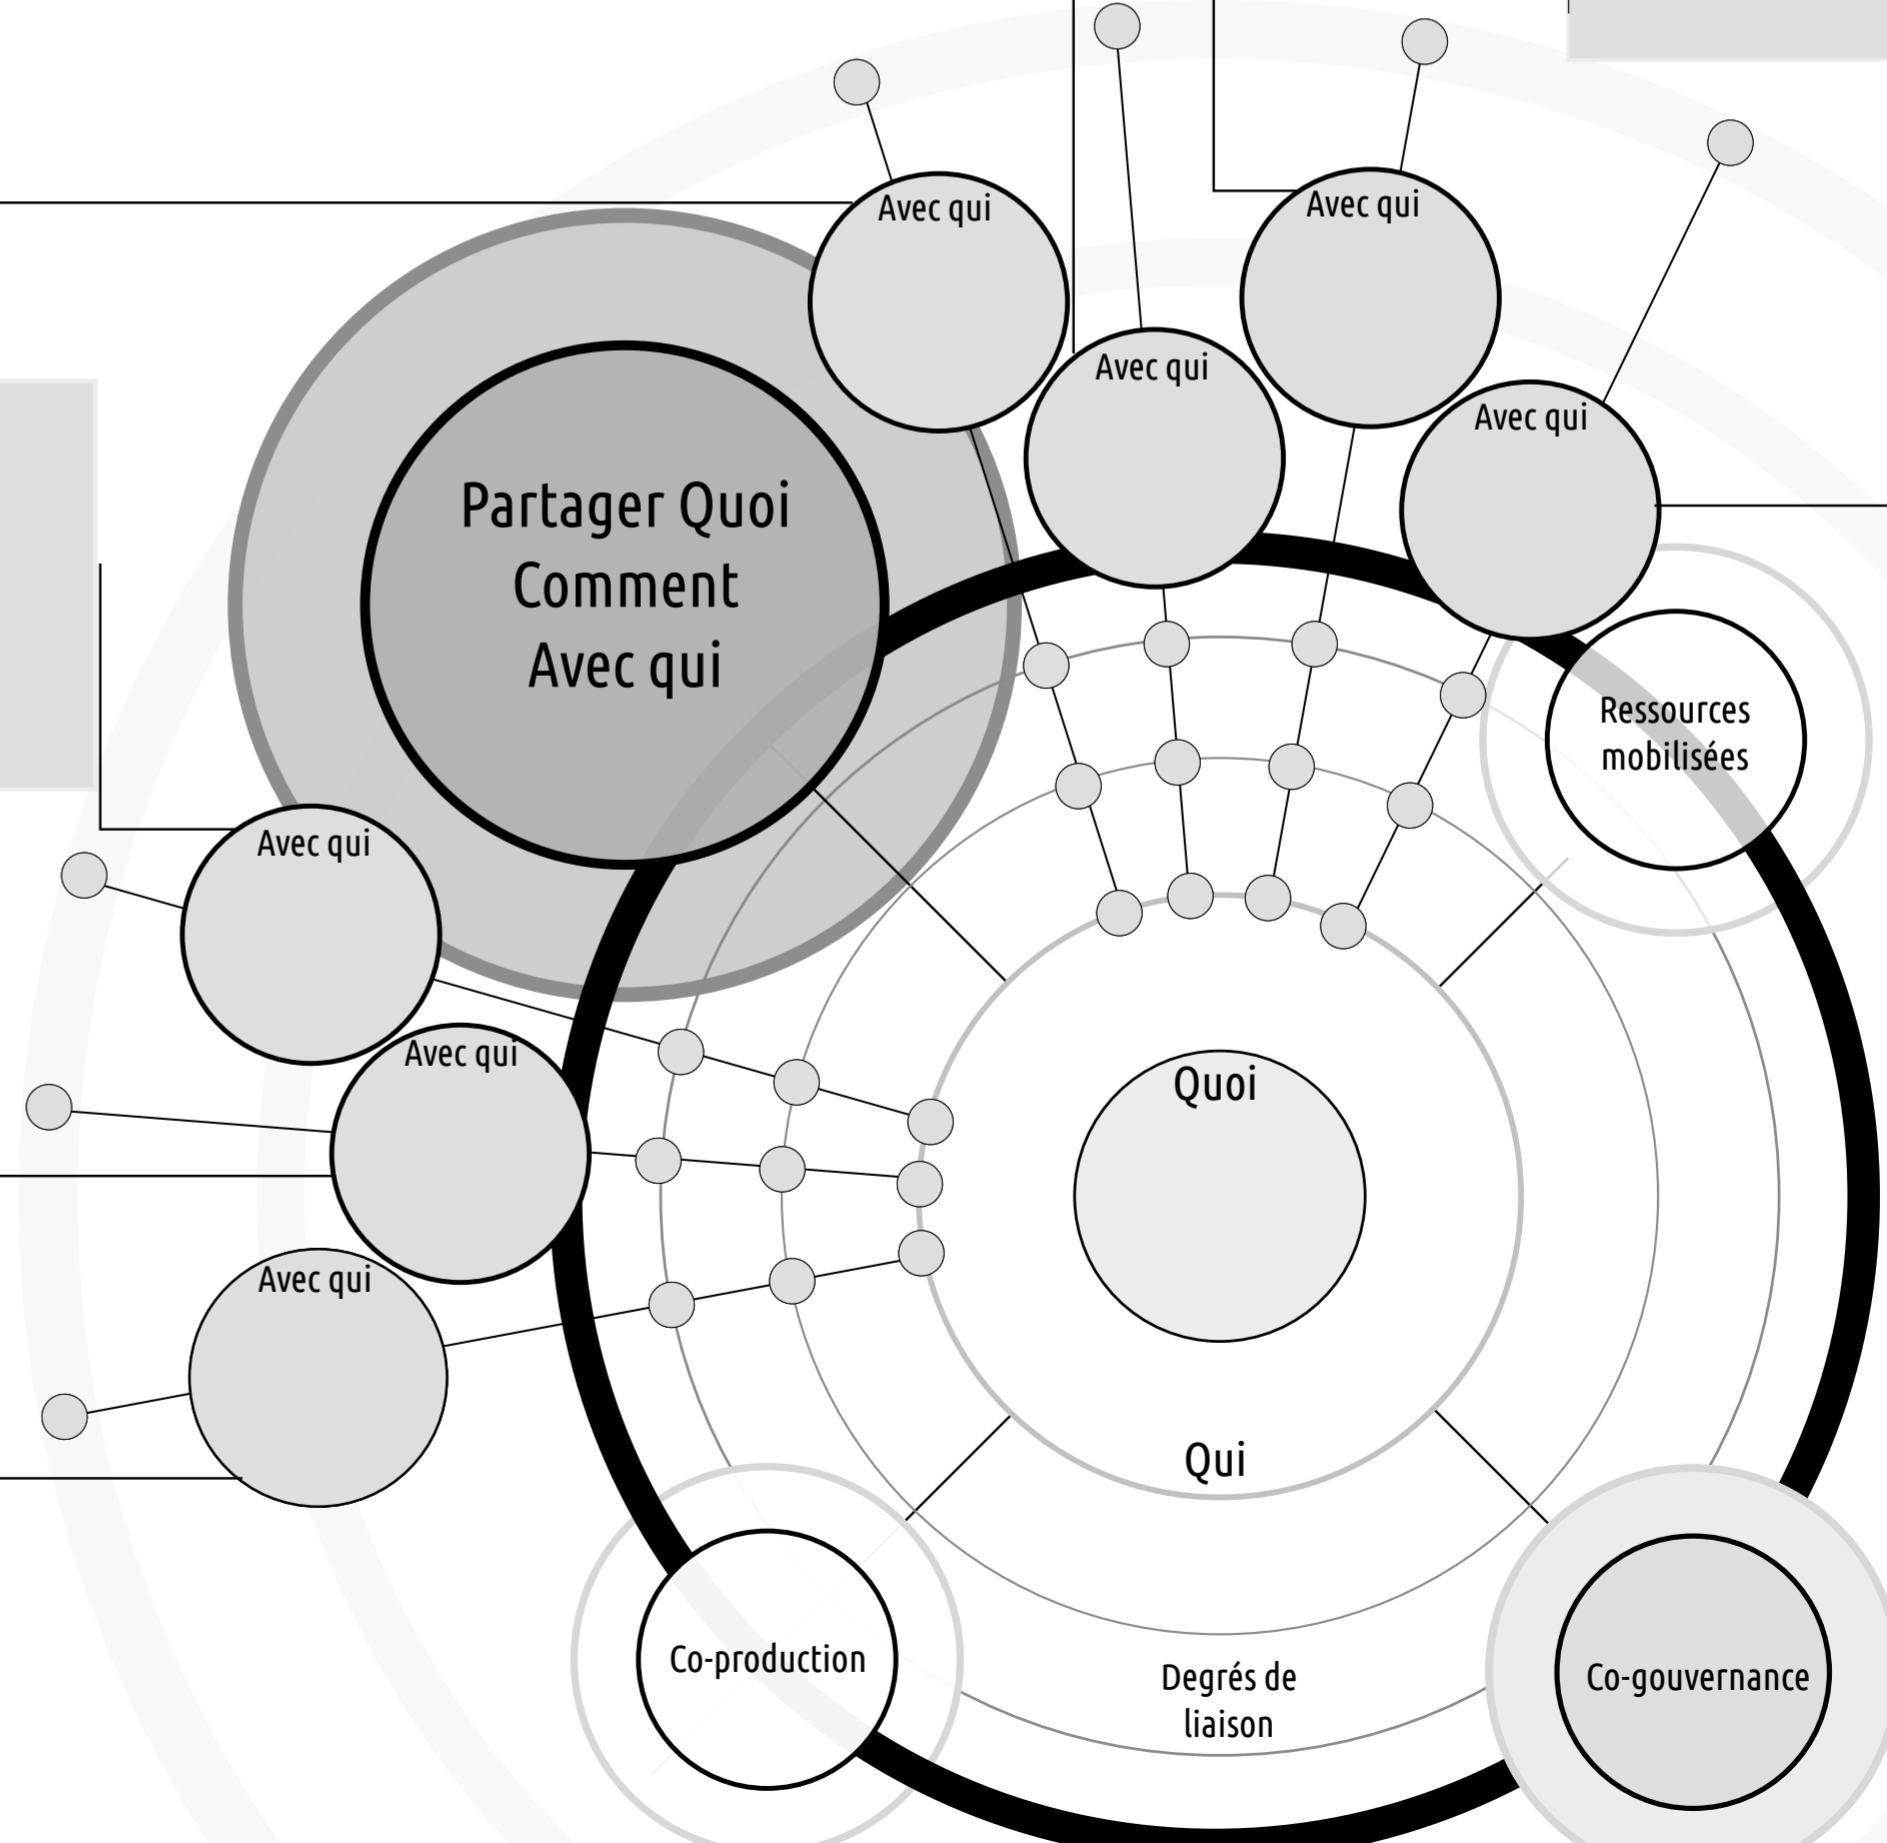 Avec qui
Avec qui
Avec qui
Avec qui
Partager Quoi
Comment
Avec qui
Ressources
mobilisées
Avec qui
Avec qui
Quoi
Avec qui
Qui
Co-production
Degrés de
liaison
Co-gouvernance